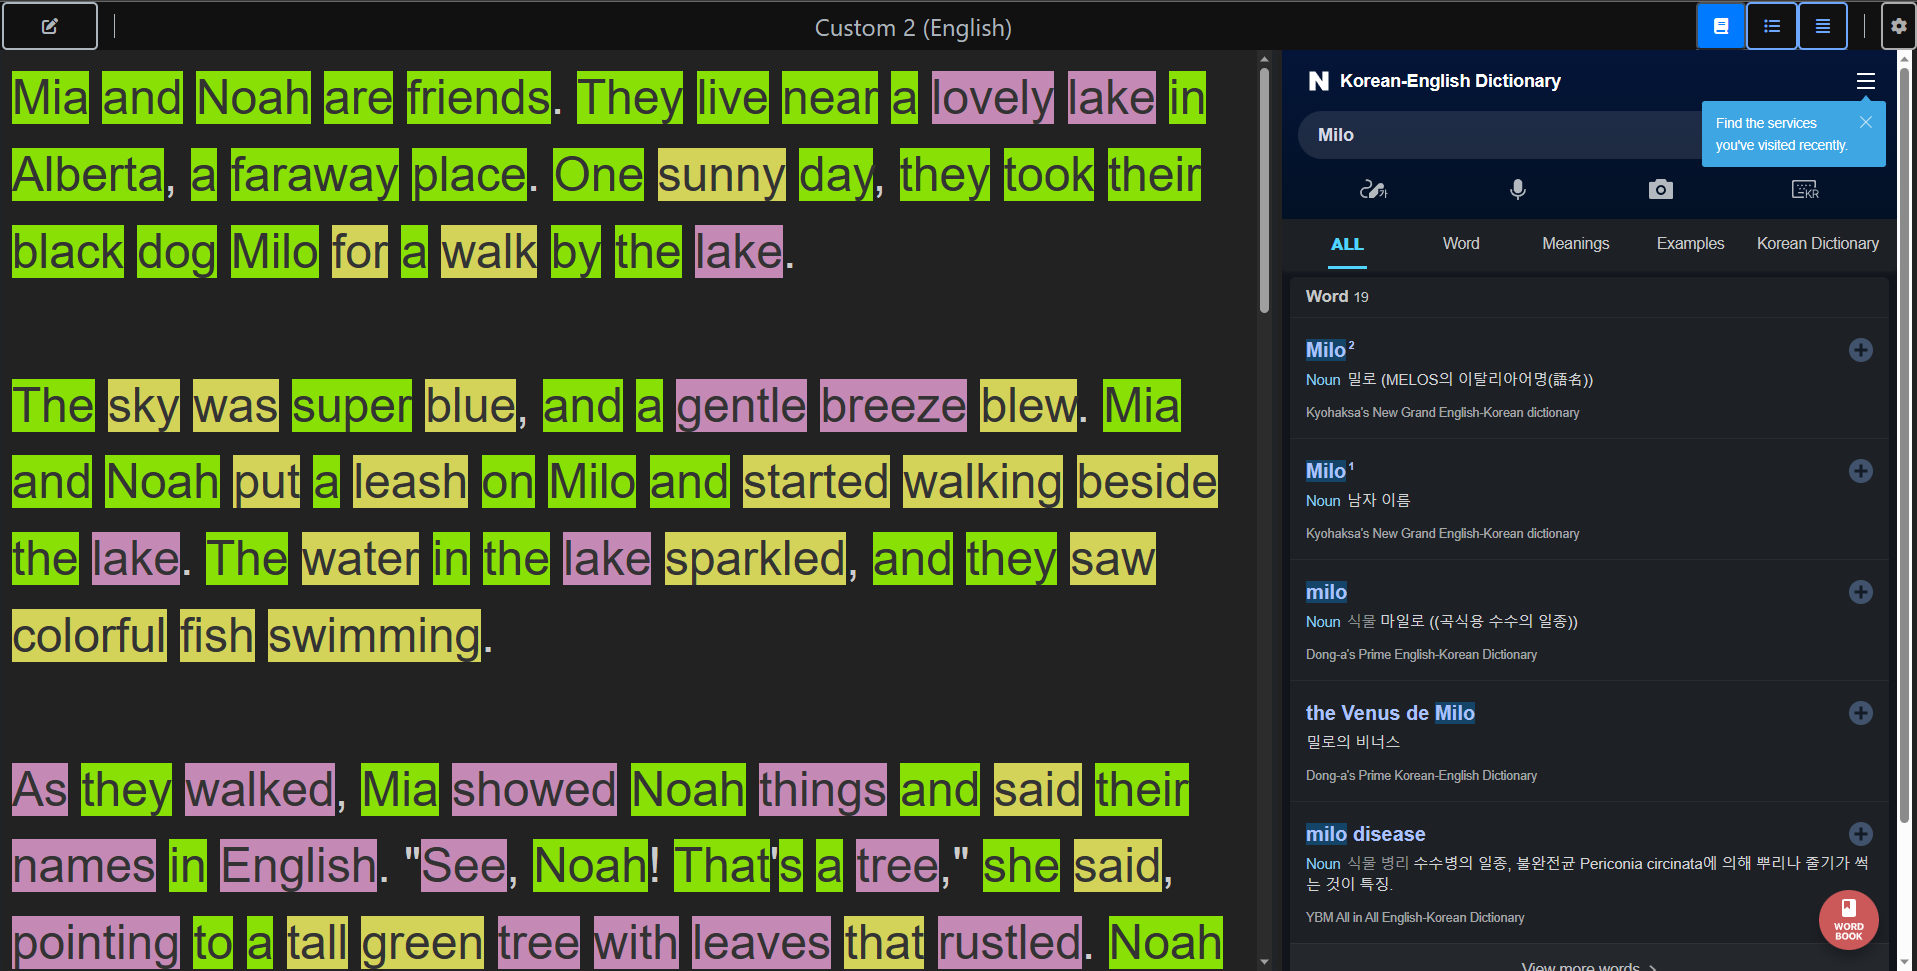 Custom 2 (English)
Mia and Noah are friends. They live near a lovely lake in
Alberta, a faraway place. One sunny day, they took their
black dog Milo for a walk by the lake.
The sky was super blue, and a gentle breeze blew. Mia
and Noah put a leash on Milo and started walking beside
the lake. The water in the lake sparkled, and they saw
colorful fish swimming.
As they walked, Mia showed Noah things and said their
names in English. "See, Noah! That's a tree," she said,
pointing to a tall green tree with leaves that rustled. Noah
N Korean-English Dictionary
Milo
Find the services
you've visited recently.
가
KR
ALL Word Meanings Examples Korean Dictionary
Word 19
Milo 2
Noun 밀로 (MELOS의 이탈리아어명(語名))
Kyohaksa's New Grand English-Korean dictionary
Milo 1
Noun 남자 이름
Kyohaksa's New Grand English-Korean dictionary
milo
Noun 식물 마일로 ((곡식용 수수의 일종))
Dong-a's Prime English-Korean Dictionary
the Venus de Milo
밀로의 비너스
Dong-a's Prime Korean-English Dictionary
milo disease
Noun 식물 병리 수수병의 일종, 불완전균 Periconia circinata에 의해 뿌리나 줄기가 썩
는 것이 특징.
YBM All in All English-Korean Dictionary
WORD
BOOK
View more words